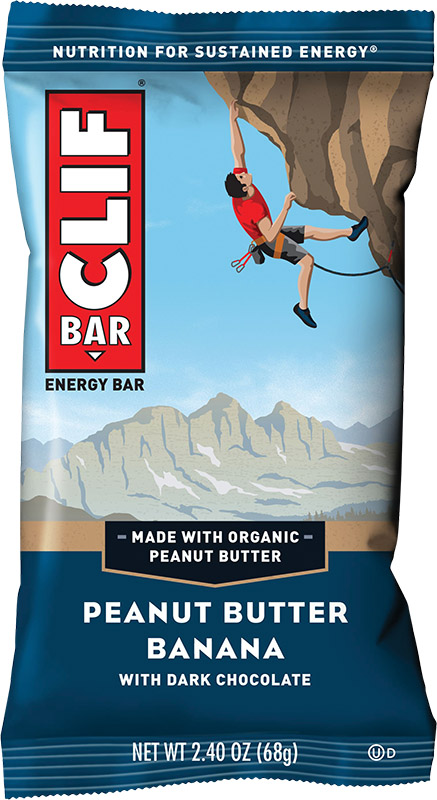 NUTRITION FOR SUSTAINED ENERGY®
CLIF®
BAR
ENERGY BAR
MADE WITH ORGANIC
PEANUT BUTTER
PEANUT BUTTER
BANANA
WITH DARK CHOCOLATE
NET WT 2.40 OZ (68g)
U D